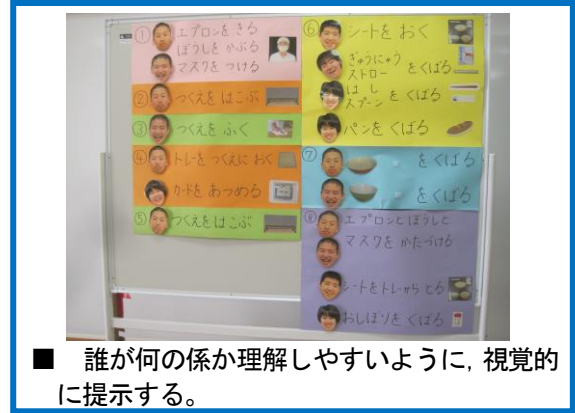 ① エプロンを きる
ぼうしを かぶる
マスクを つける
② つくえを はこぶ
③ つくえを ふく
④ トレーを つくえに おく
カードを あつめる
⑤ つくえを はこぶ
⑥ シートを おく
ぎゅうにゅう
ストロー を くばる
はし
スプーン を くばる
パンを くばる
⑦ を くばる
を くばる
⑧ エプロンと ぼうしと
マスクを かたづける
シートを トレーから とる
おしぼりを くばる
■ 誰が何の係か理解しやすいように，視覚的
に提示する。